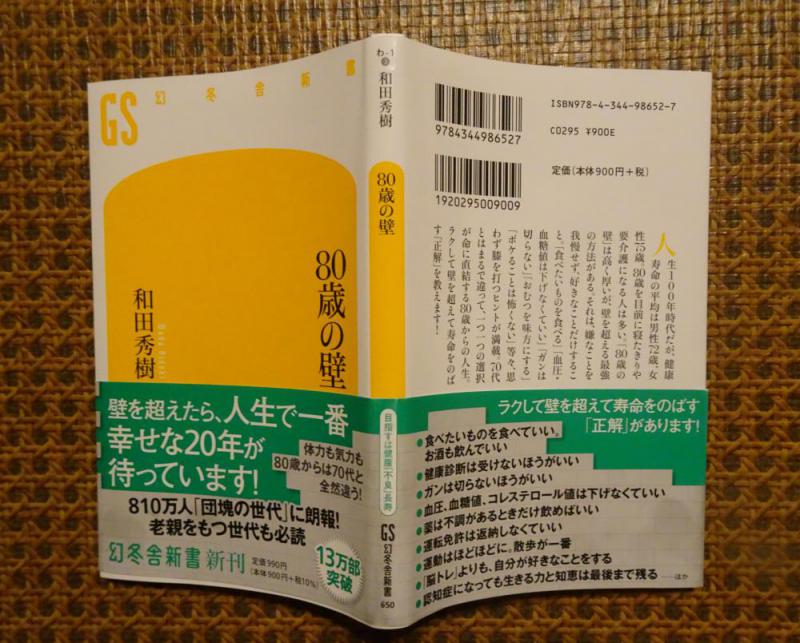 GS 幻冬舎新書
80歳の壁
和田秀樹
Wada Hideki
壁を超えたら、人生で一番
幸せな20年が
待っています!
体力も気力も
80歳からは70代と
全然違う!
810万人「団塊の世代」に朗報!
老親をもつ世代も必読
幻冬舎新書 新刊
定価990円
(本体900円+税10%)
13万部
突破
わ-1
3
和田秀樹
80歳の壁
目指すは健康「不良」長寿
GS
幻冬舎新書
650
9784344986527
1920295009009
ISBN978-4-344-98652-7
C0295 ¥900E
定価(本体900円+税)
人生100年時代だが、健康
寿命の平均は男性72歳、女
性75歳。80歳を目前に寝たきりや
要介護になる人は多い。「80歳の
壁」は高く厚いが、壁を超える最強
の方法がある。それは、嫌なことを
我慢せず、好きなことだけするこ
と。「食べたいものを食べる」「血圧・
血糖値は下げなくていい」「ガンは
切らない」「おむつを味方にする」
「ボケることは怖くない」等々、思
わず膝を打つヒントが満載。70代
とはまるで違って、一つ一つの選択
が命に直結する80歳からの人生。
ラクして壁を超えて寿命をのば
す「正解」を教えます!
ラクして壁を超えて寿命をのばす
「正解」があります!
●食べたいものを食べていい。
お酒も飲んでいい
●健康診断は受けないほうがいい
●ガンは切らないほうがいい
●血圧、血糖値、コレステロール値は下げなくていい
●薬は不調があるときだけ飲めばいい
●運転免許は返納しなくていい
●運動はほどほどに。散歩が一番
●「脳トレ」よりも、自分が好きなことをする
●認知症になっても生きる力と知恵は最後まで残る ――ほか